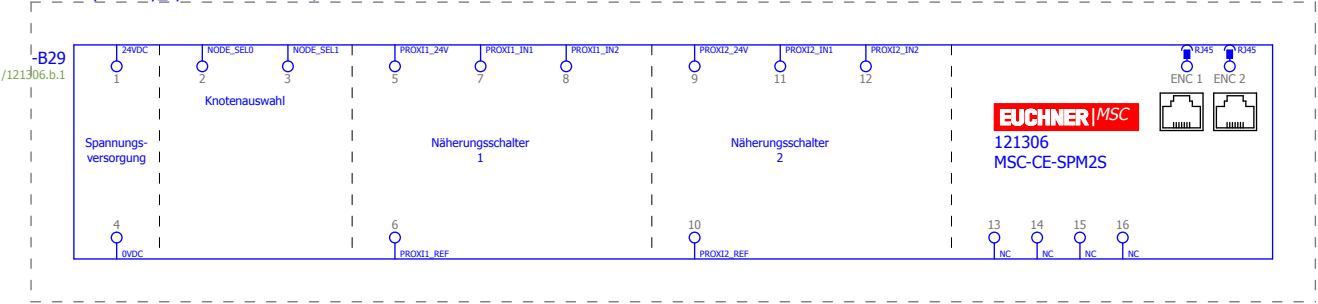 -B29
/121306.b.1
24VDC
1
NODE_SEL0
2
NODE_SEL1
3
PROXI1_24V
5
PROXI1_IN1
7
PROXI1_IN2
8
PROXI2_24V
9
PROXI2_IN1
11
PROXI2_IN2
12
RJ45
ENC 1
RJ45
ENC 2
Knotenauswahl
Spannungs-
versorgung
Näherungsschalter
1
Näherungsschalter
2
EUCHNER|MSC
121306
MSC-CE-SPM2S
4
0VDC
6
PROXI1_REF
10
PROXI2_REF
13
NC
14
NC
15
NC
16
NC